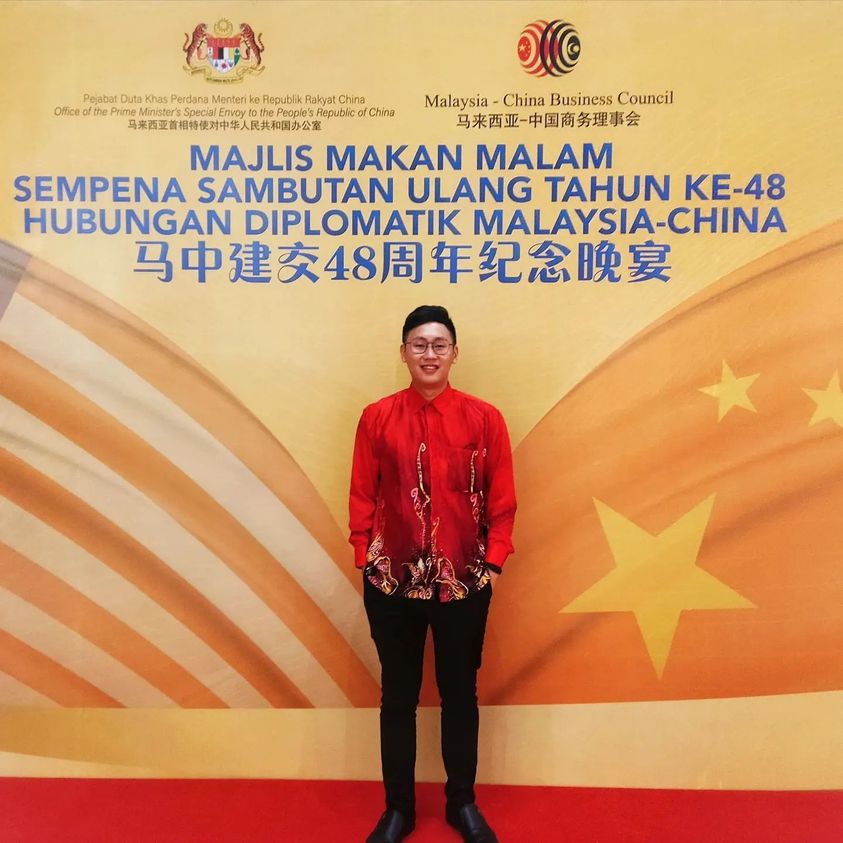 Pejabat Duta Khas Perdana Menteri ke Republik Rakyat China
Office of the Prime Minister's Special Envoy to the People's Republic of China
马来西亚首相特使对中华人民共和国办公室
Malaysia - China Business Council
马来西亚-中国商务理事会
MAJLIS MAKAN MALAM
SEMPENA SAMBUTAN ULANG TAHUN KE-48
HUBUNGAN DIPLOMATIK MALAYSIA-CHINA
马中建交48周年纪念晚宴